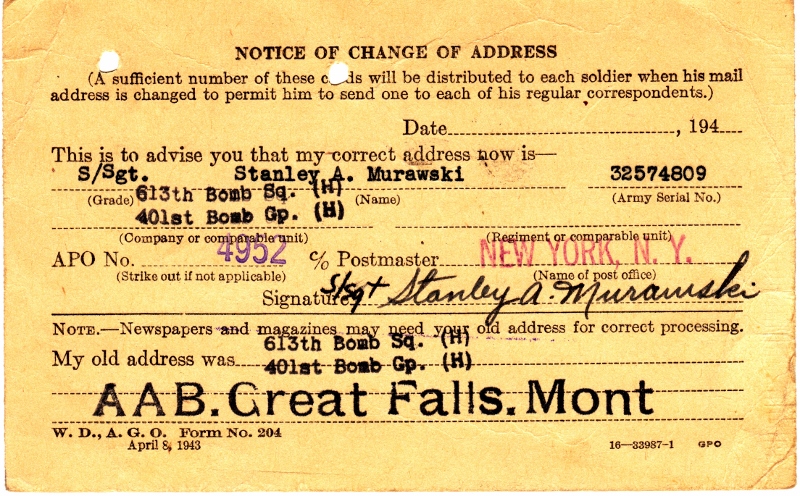 NOTICE OF CHANGE OF ADDRESS
(A sufficient number of these c ds will be distributed to each soldier when his mail
address is changed to permit him to send one to each of his regular correspondents.)
Date, 194
This is to advise you that my correct address now is—
S/Sgt. Stanley A. Murawski 32574809
(Grade) 613th Bomb Sq. (H) (Name) (Army Serial No.)
401st Bomb Gp. (H)
(Company or comparable unit) (Regiment or comparable unit)
APO No. 4952 c/o Postmaster NEW YORK, N. Y.
(Strike out if not applicable) (Name of post office)
Signature S/Sgt Stanley A. Murawski
NOTE.—Newspapers and magazines may need your old address for correct processing.
613th Bomb Sq. (H)
My old address was 401st Bomb Gp. (H)
AAB. Great Falls. Mont
W. D., A. G. O. Form No. 204
April 8, 1943 16—33987-1 GPO